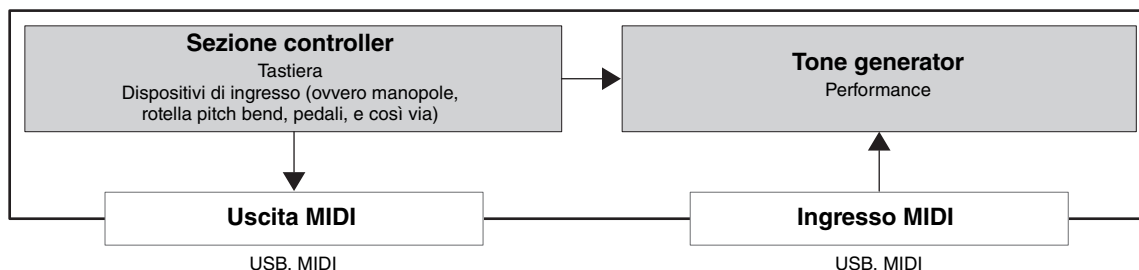 Sezione controller
Tastiera
Dispositivi di ingresso (ovvero manopole,
rotella pitch bend, pedali, e così via)
Tone generator
Performance
Uscita MIDI
Ingresso MIDI
USB, MIDI
USB, MIDI